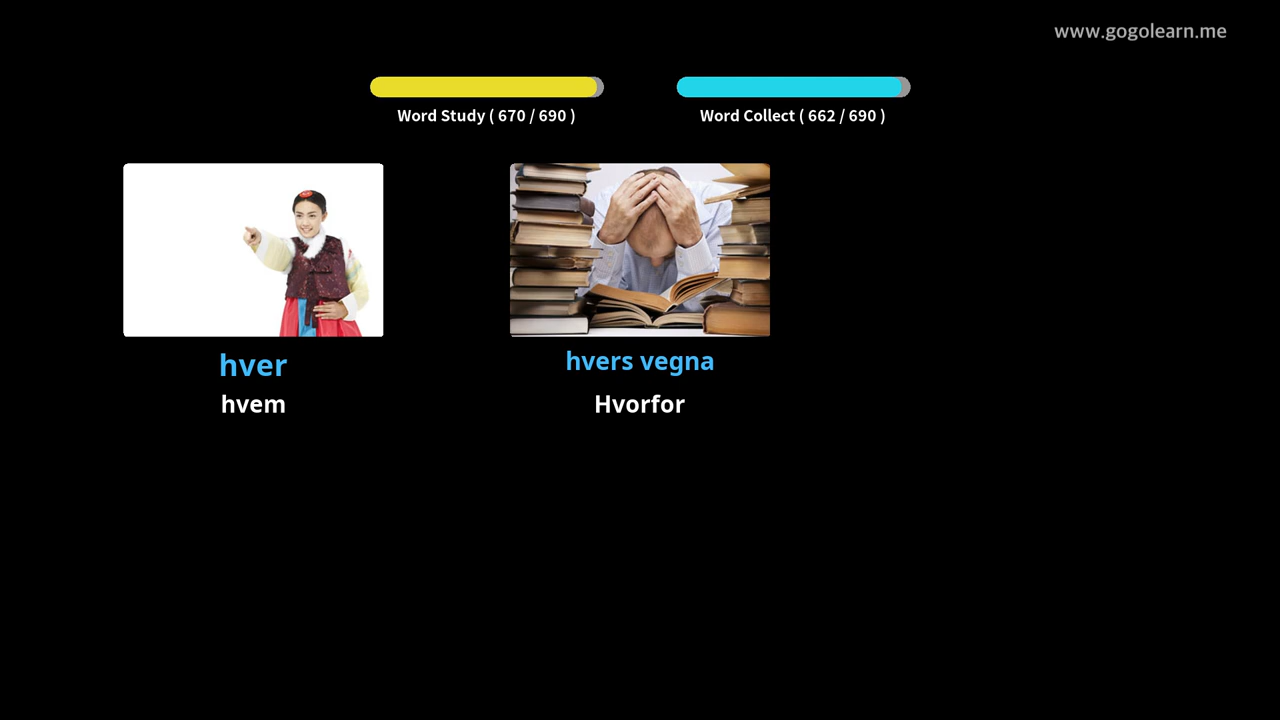 www.gogolearn.me
Word Study ( 670 / 690 )
Word Collect ( 662 / 690 )
hver
hvem
hvers vegna
Hvorfor